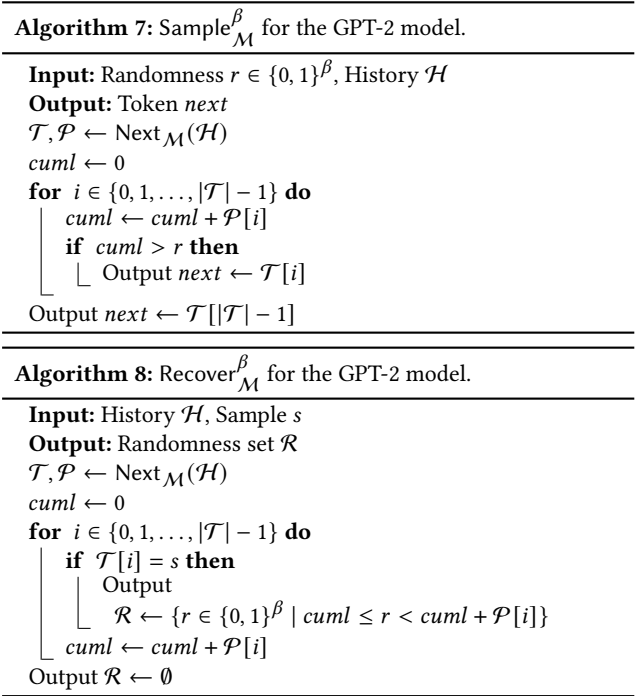 Algorithm 7: Sample^β_ℳ for the GPT-2 model.
Input: Randomness r ∈ {0, 1}^β, History ℋ
Output: Token next
𝒯, 𝒫 ← Next_ℳ(ℋ)
cuml ← 0
for i ∈ {0, 1, . . . , |𝒯| − 1} do
cuml ← cuml + 𝒫[i]
if cuml > r then
Output next ← 𝒯[i]
Output next ← 𝒯[|𝒯| − 1]
Algorithm 8: Recover^β_ℳ for the GPT-2 model.
Input: History ℋ, Sample s
Output: Randomness set ℛ
𝒯, 𝒫 ← Next_ℳ(ℋ)
cuml ← 0
for i ∈ {0, 1, . . . , |𝒯| − 1} do
if 𝒯[i] = s then
Output
ℛ ← {r ∈ {0, 1}^β | cuml ≤ r < cuml + 𝒫[i]}
cuml ← cuml + 𝒫[i]
Output ℛ ← ∅